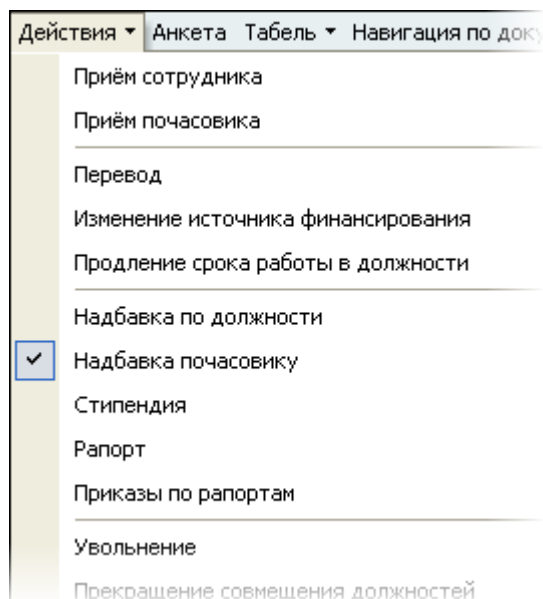 Действия Анкета Табель Навигация по доку
Приём сотрудника
Приём почасовика
Перевод
Изменение источника финансирования
Продление срока работы в должности
Надбавка по должности
Надбавка почасовику
Стипендия
Рапорт
Приказы по рапортам
Увольнение
Прекращение совмещения должностей